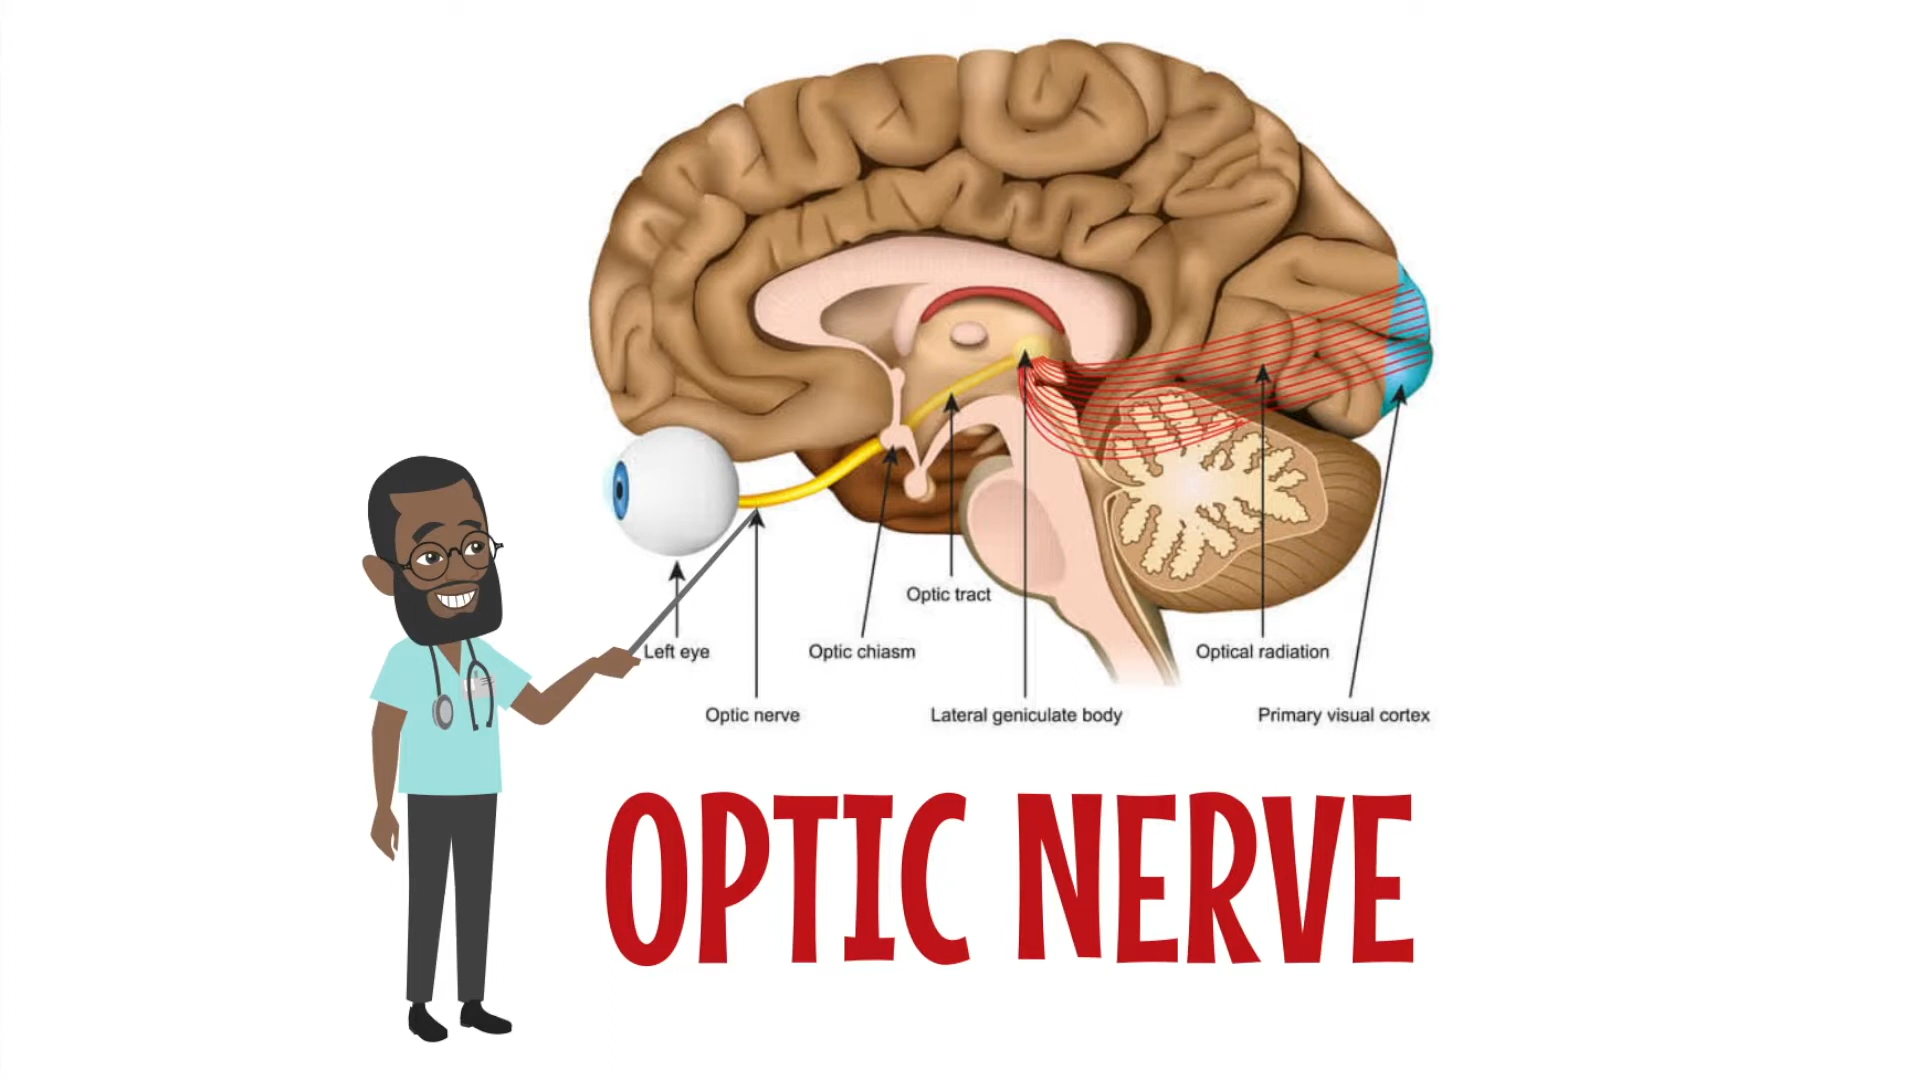 Optic tract
Left eye
Optic chiasm
Optical radiation
Optic nerve
Lateral geniculate body
Primary visual cortex
OPTIC NERVE